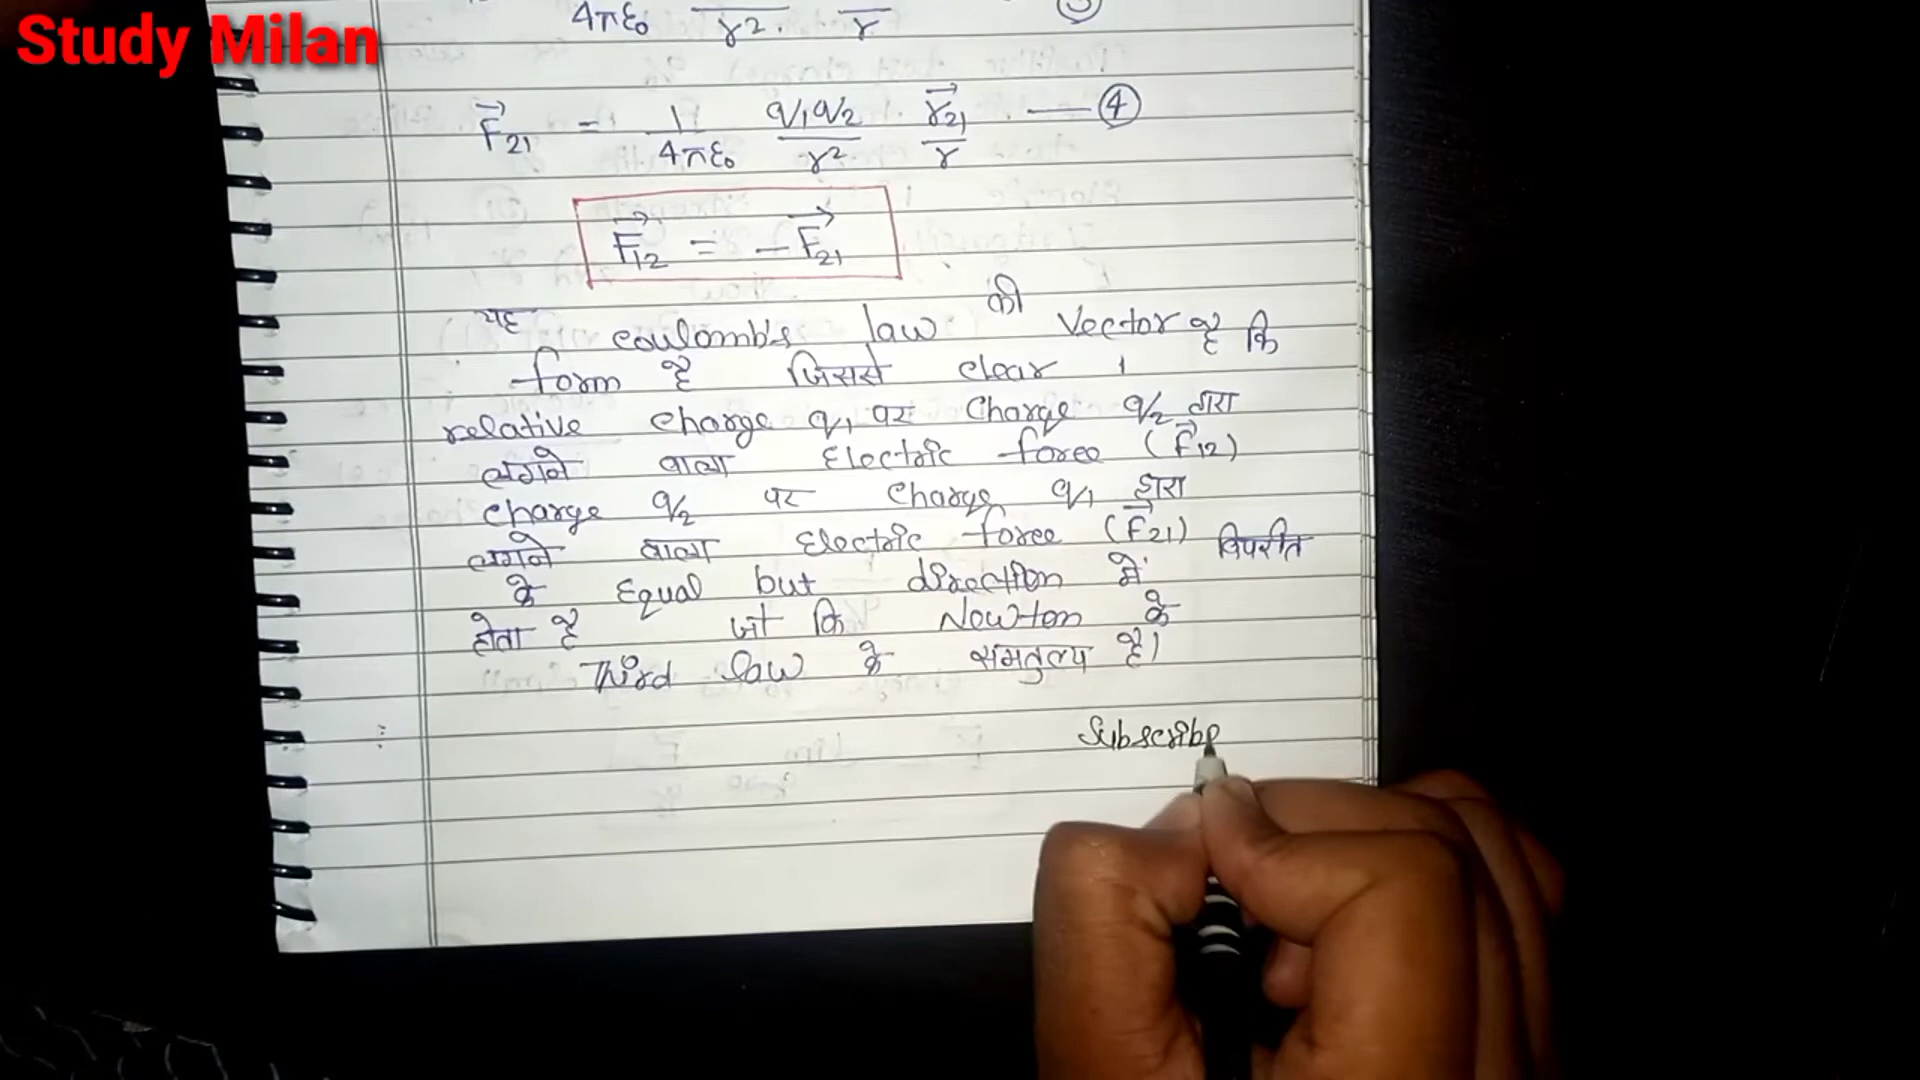 Study Milan
4πε₀ r². r
F⃗₂₁ = 1/4πε₀ q₁q₂/r² r⃗₂₁/r —— ④
F⃗₁₂ = -F⃗₂₁
यह coulomb's law की Vector
form है जिससे clear है कि
relative charge q₁ पर charge q₂ द्वारा
लगने वाला Electric force (F⃗₁₂)
charge q₂ पर charge q₁ द्वारा
लगने वाला Electric force (F⃗₂₁)
के Equal but direction में विपरीत
होता है जो कि Newton के
Third law के समतुल्य है।
Subscribe